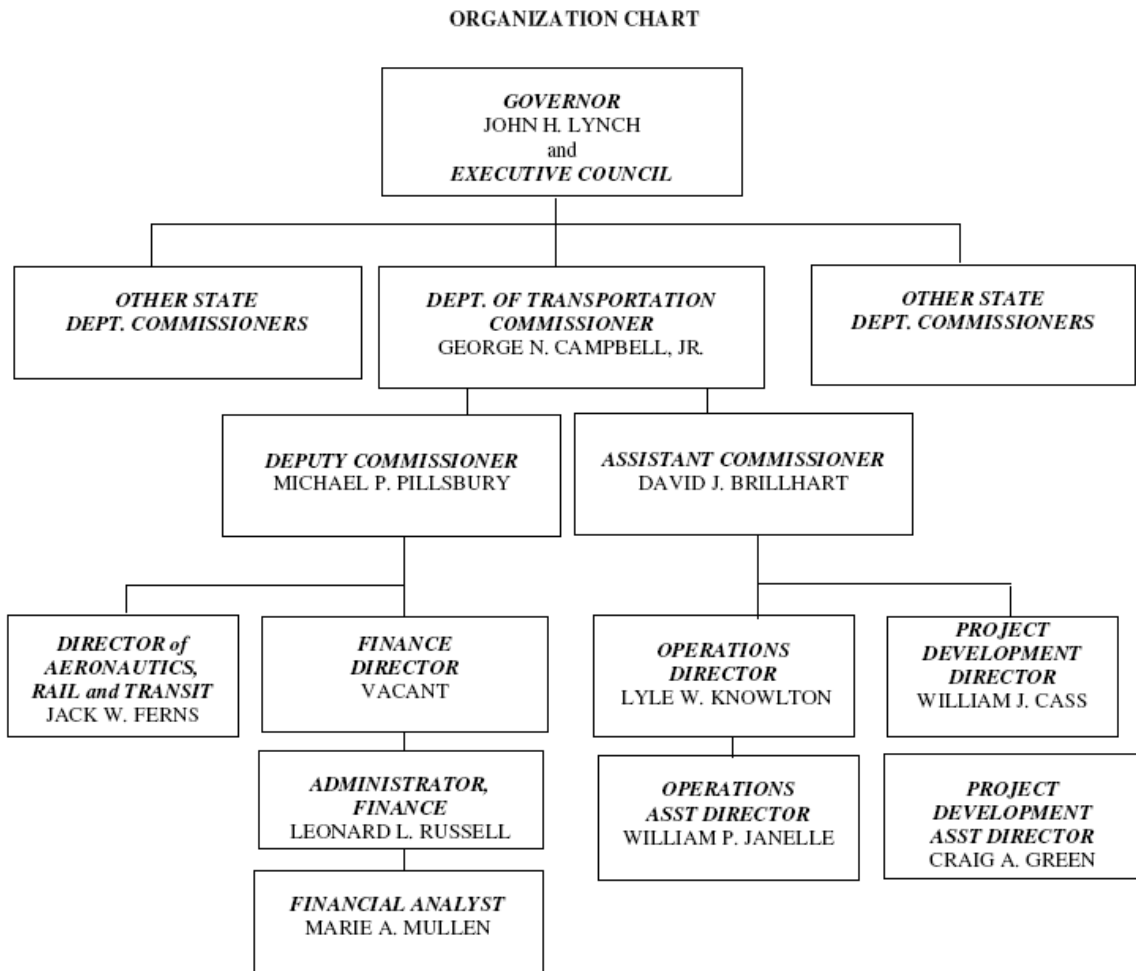 ORGANIZATION CHART
GOVERNOR
JOHN H. LYNCH
and
EXECUTIVE COUNCIL
OTHER STATE
DEPT. COMMISSIONERS
DEPT. OF TRANSPORTATION
COMMISSIONER
GEORGE N. CAMPBELL, JR.
OTHER STATE
DEPT. COMMISSIONERS
DEPUTY COMMISSIONER
MICHAEL P. PILLSBURY
ASSISTANT COMMISSIONER
DAVID J. BRILLHART
DIRECTOR of
AERONAUTICS,
RAIL and TRANSIT
JACK W. FERNS
FINANCE
DIRECTOR
VACANT
OPERATIONS
DIRECTOR
LYLE W. KNOWLTON
PROJECT
DEVELOPMENT
DIRECTOR
WILLIAM J. CASS
ADMINISTRATOR,
FINANCE
LEONARD L. RUSSELL
OPERATIONS
ASST DIRECTOR
WILLIAM P. JANELLE
PROJECT
DEVELOPMENT
ASST DIRECTOR
CRAIG A. GREEN
FINANCIAL ANALYST
MARIE A. MULLEN